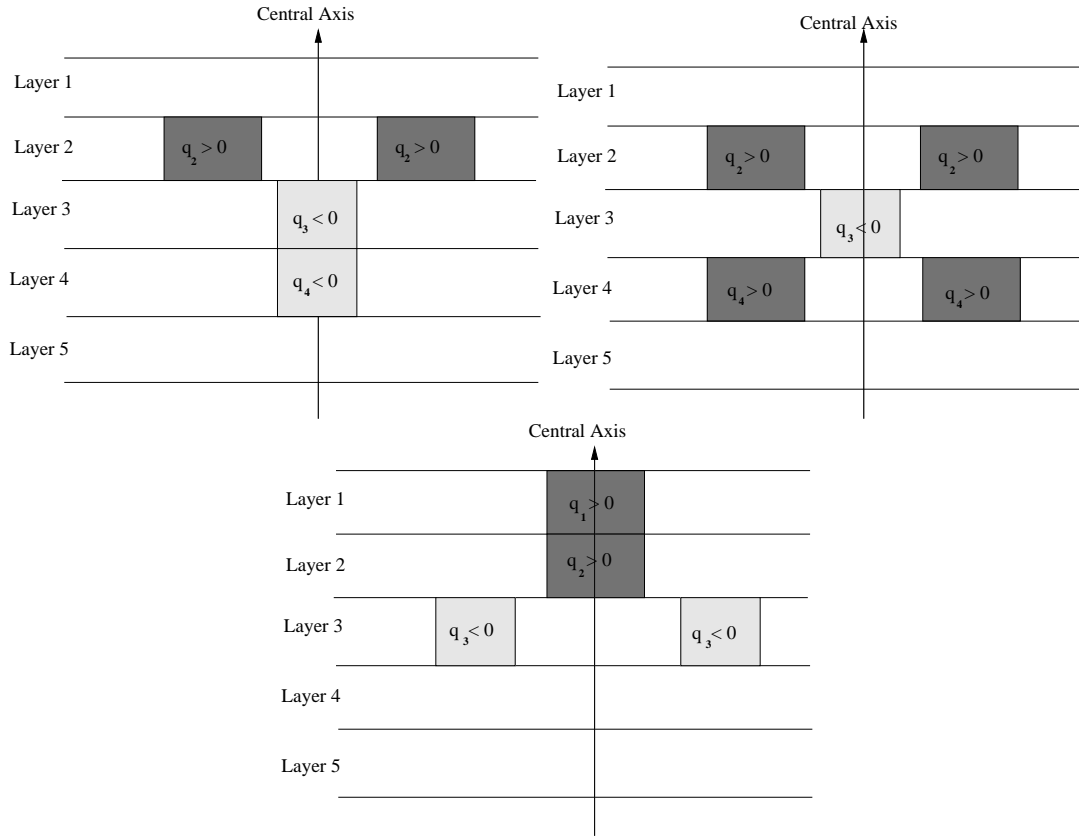 Central Axis
Layer 1
Layer 2
q₂ > 0
q₂ > 0
Layer 3
q₃ < 0
Layer 4
q₄ < 0
Layer 5
Central Axis
Layer 1
Layer 2
q₂ > 0
q₂ > 0
Layer 3
q₃ < 0
Layer 4
q₄ > 0
q₄ > 0
Layer 5
Central Axis
Layer 1
q₁ > 0
Layer 2
q₂ > 0
Layer 3
q₃ < 0
q₃ < 0
Layer 4
Layer 5